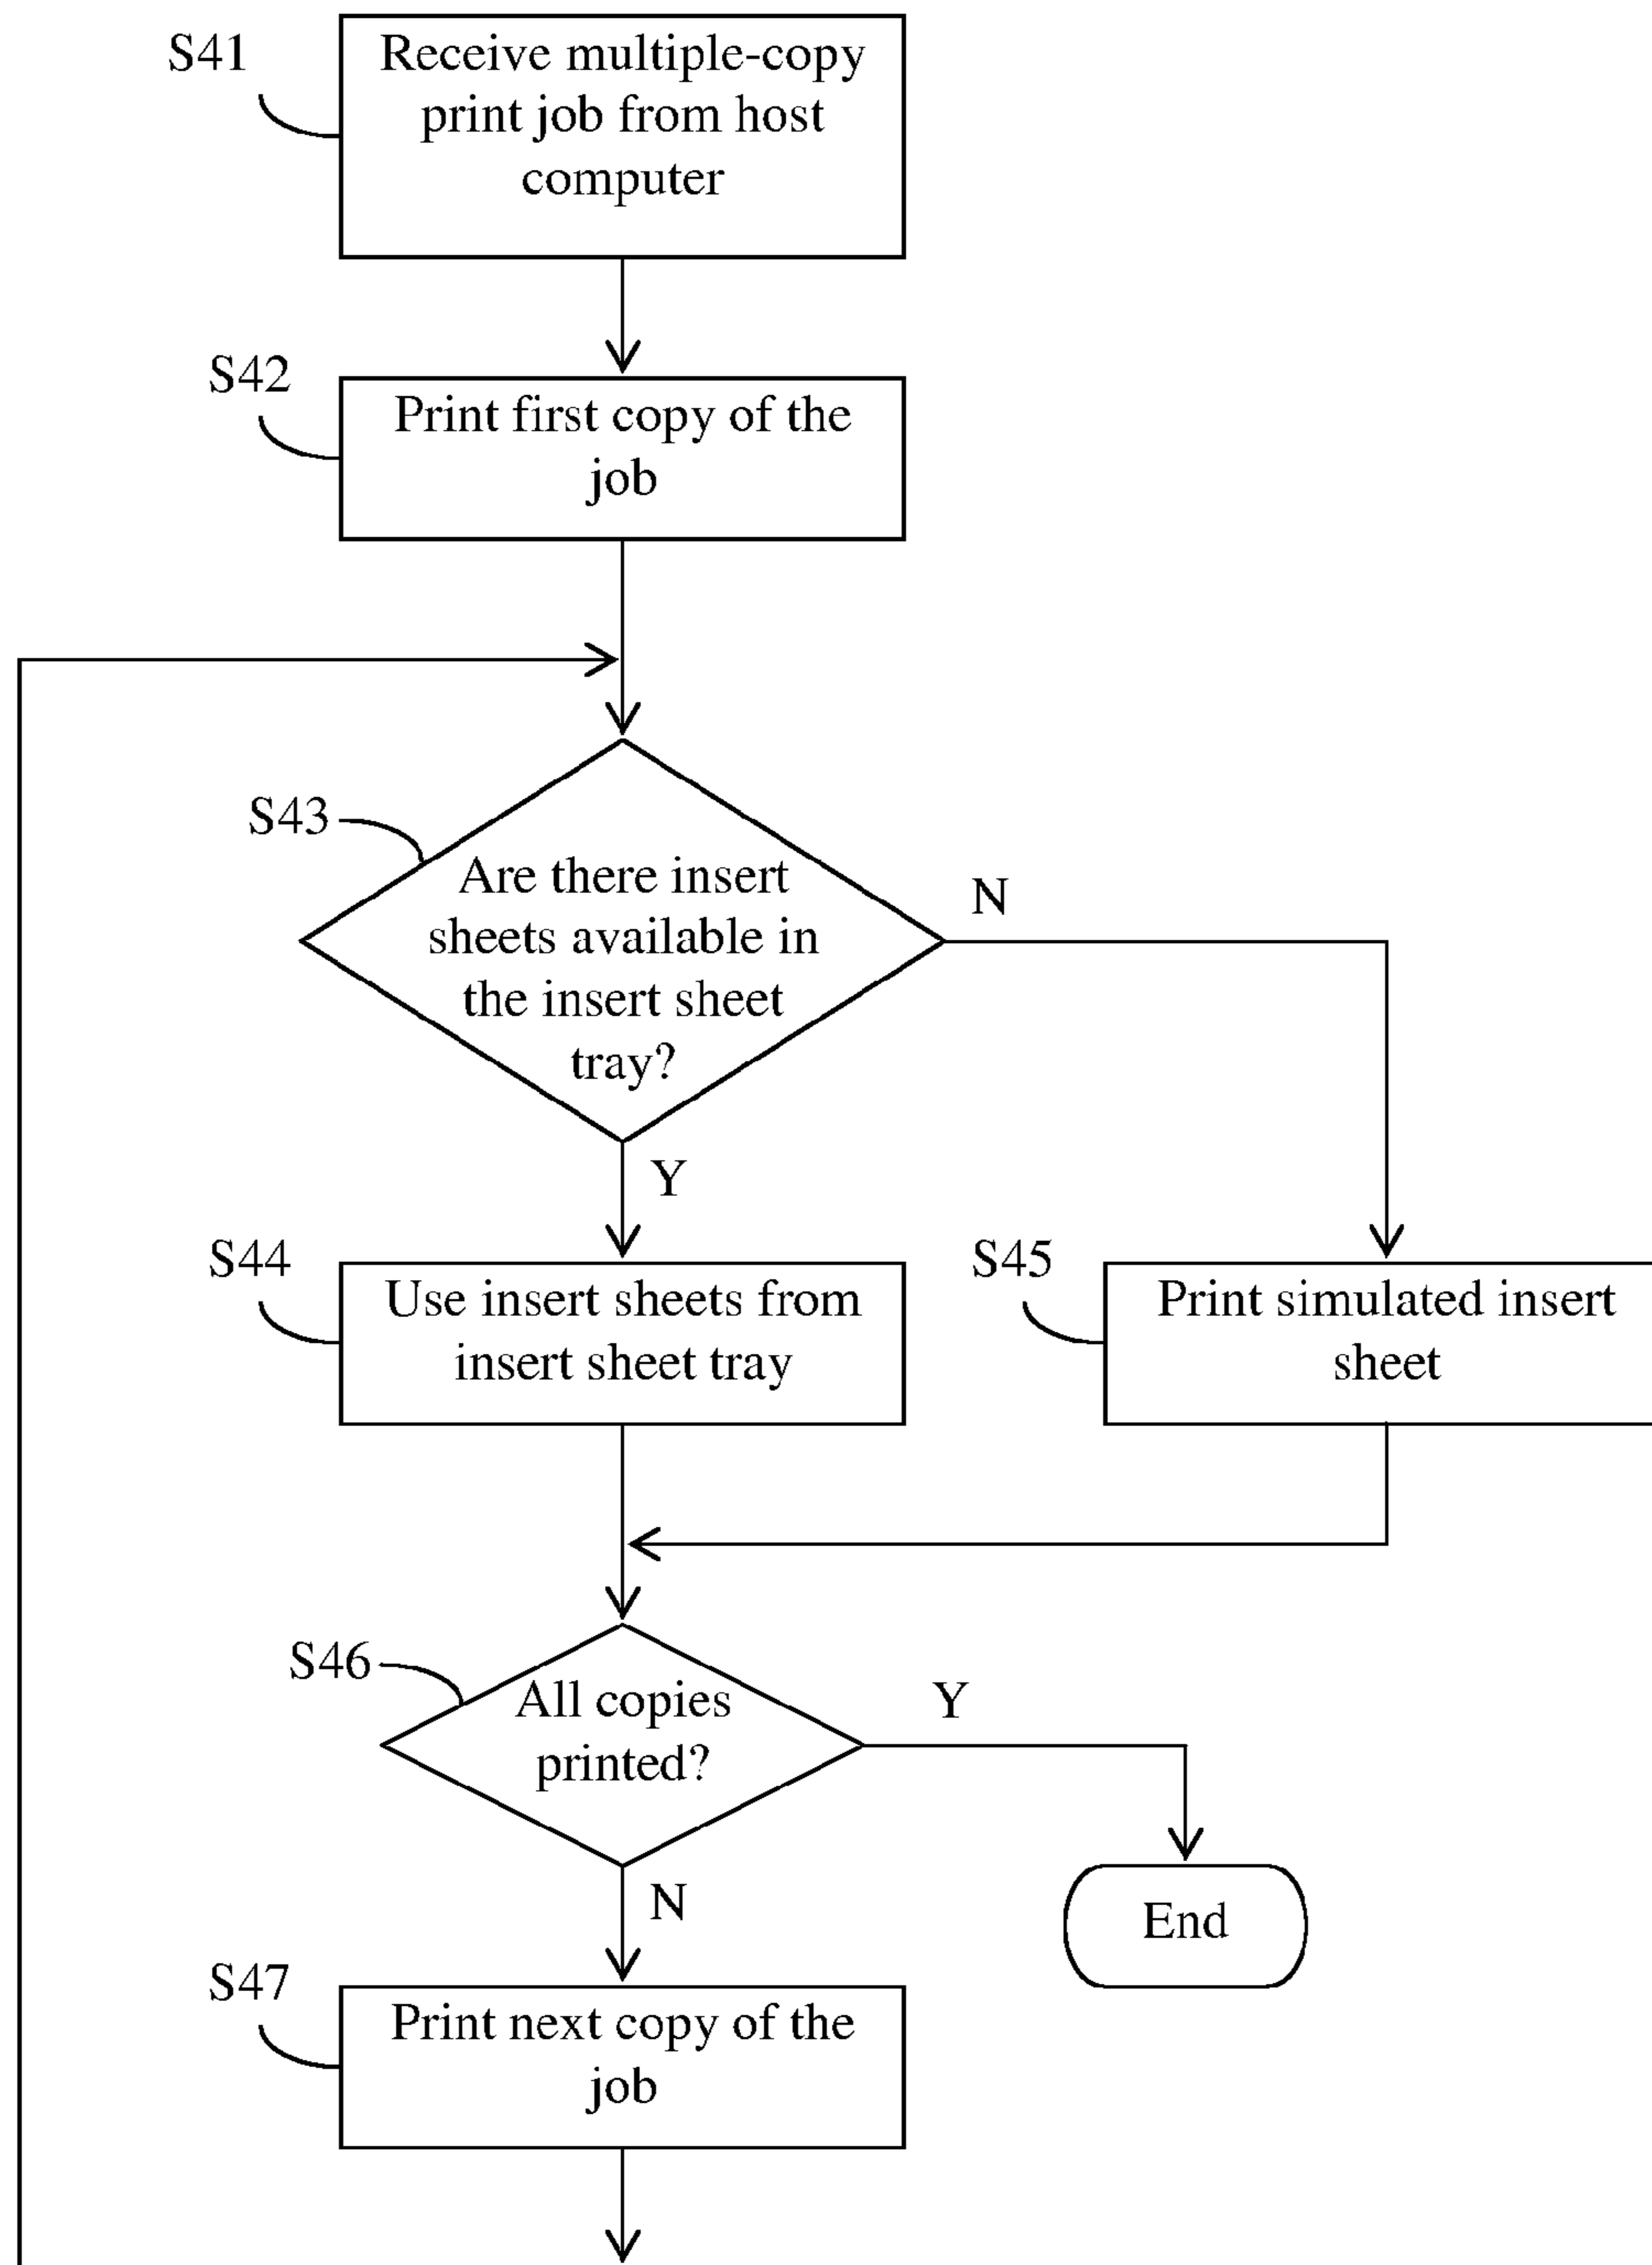 S41
Receive multiple-copy
print job from host
computer
S42
Print first copy of the
job
S43
Are there insert
sheets available in
the insert sheet
tray?
N
Y
S44
Use insert sheets from
insert sheet tray
S45
Print simulated insert
sheet
S46
All copies
printed?
Y
N
End
S47
Print next copy of the
job